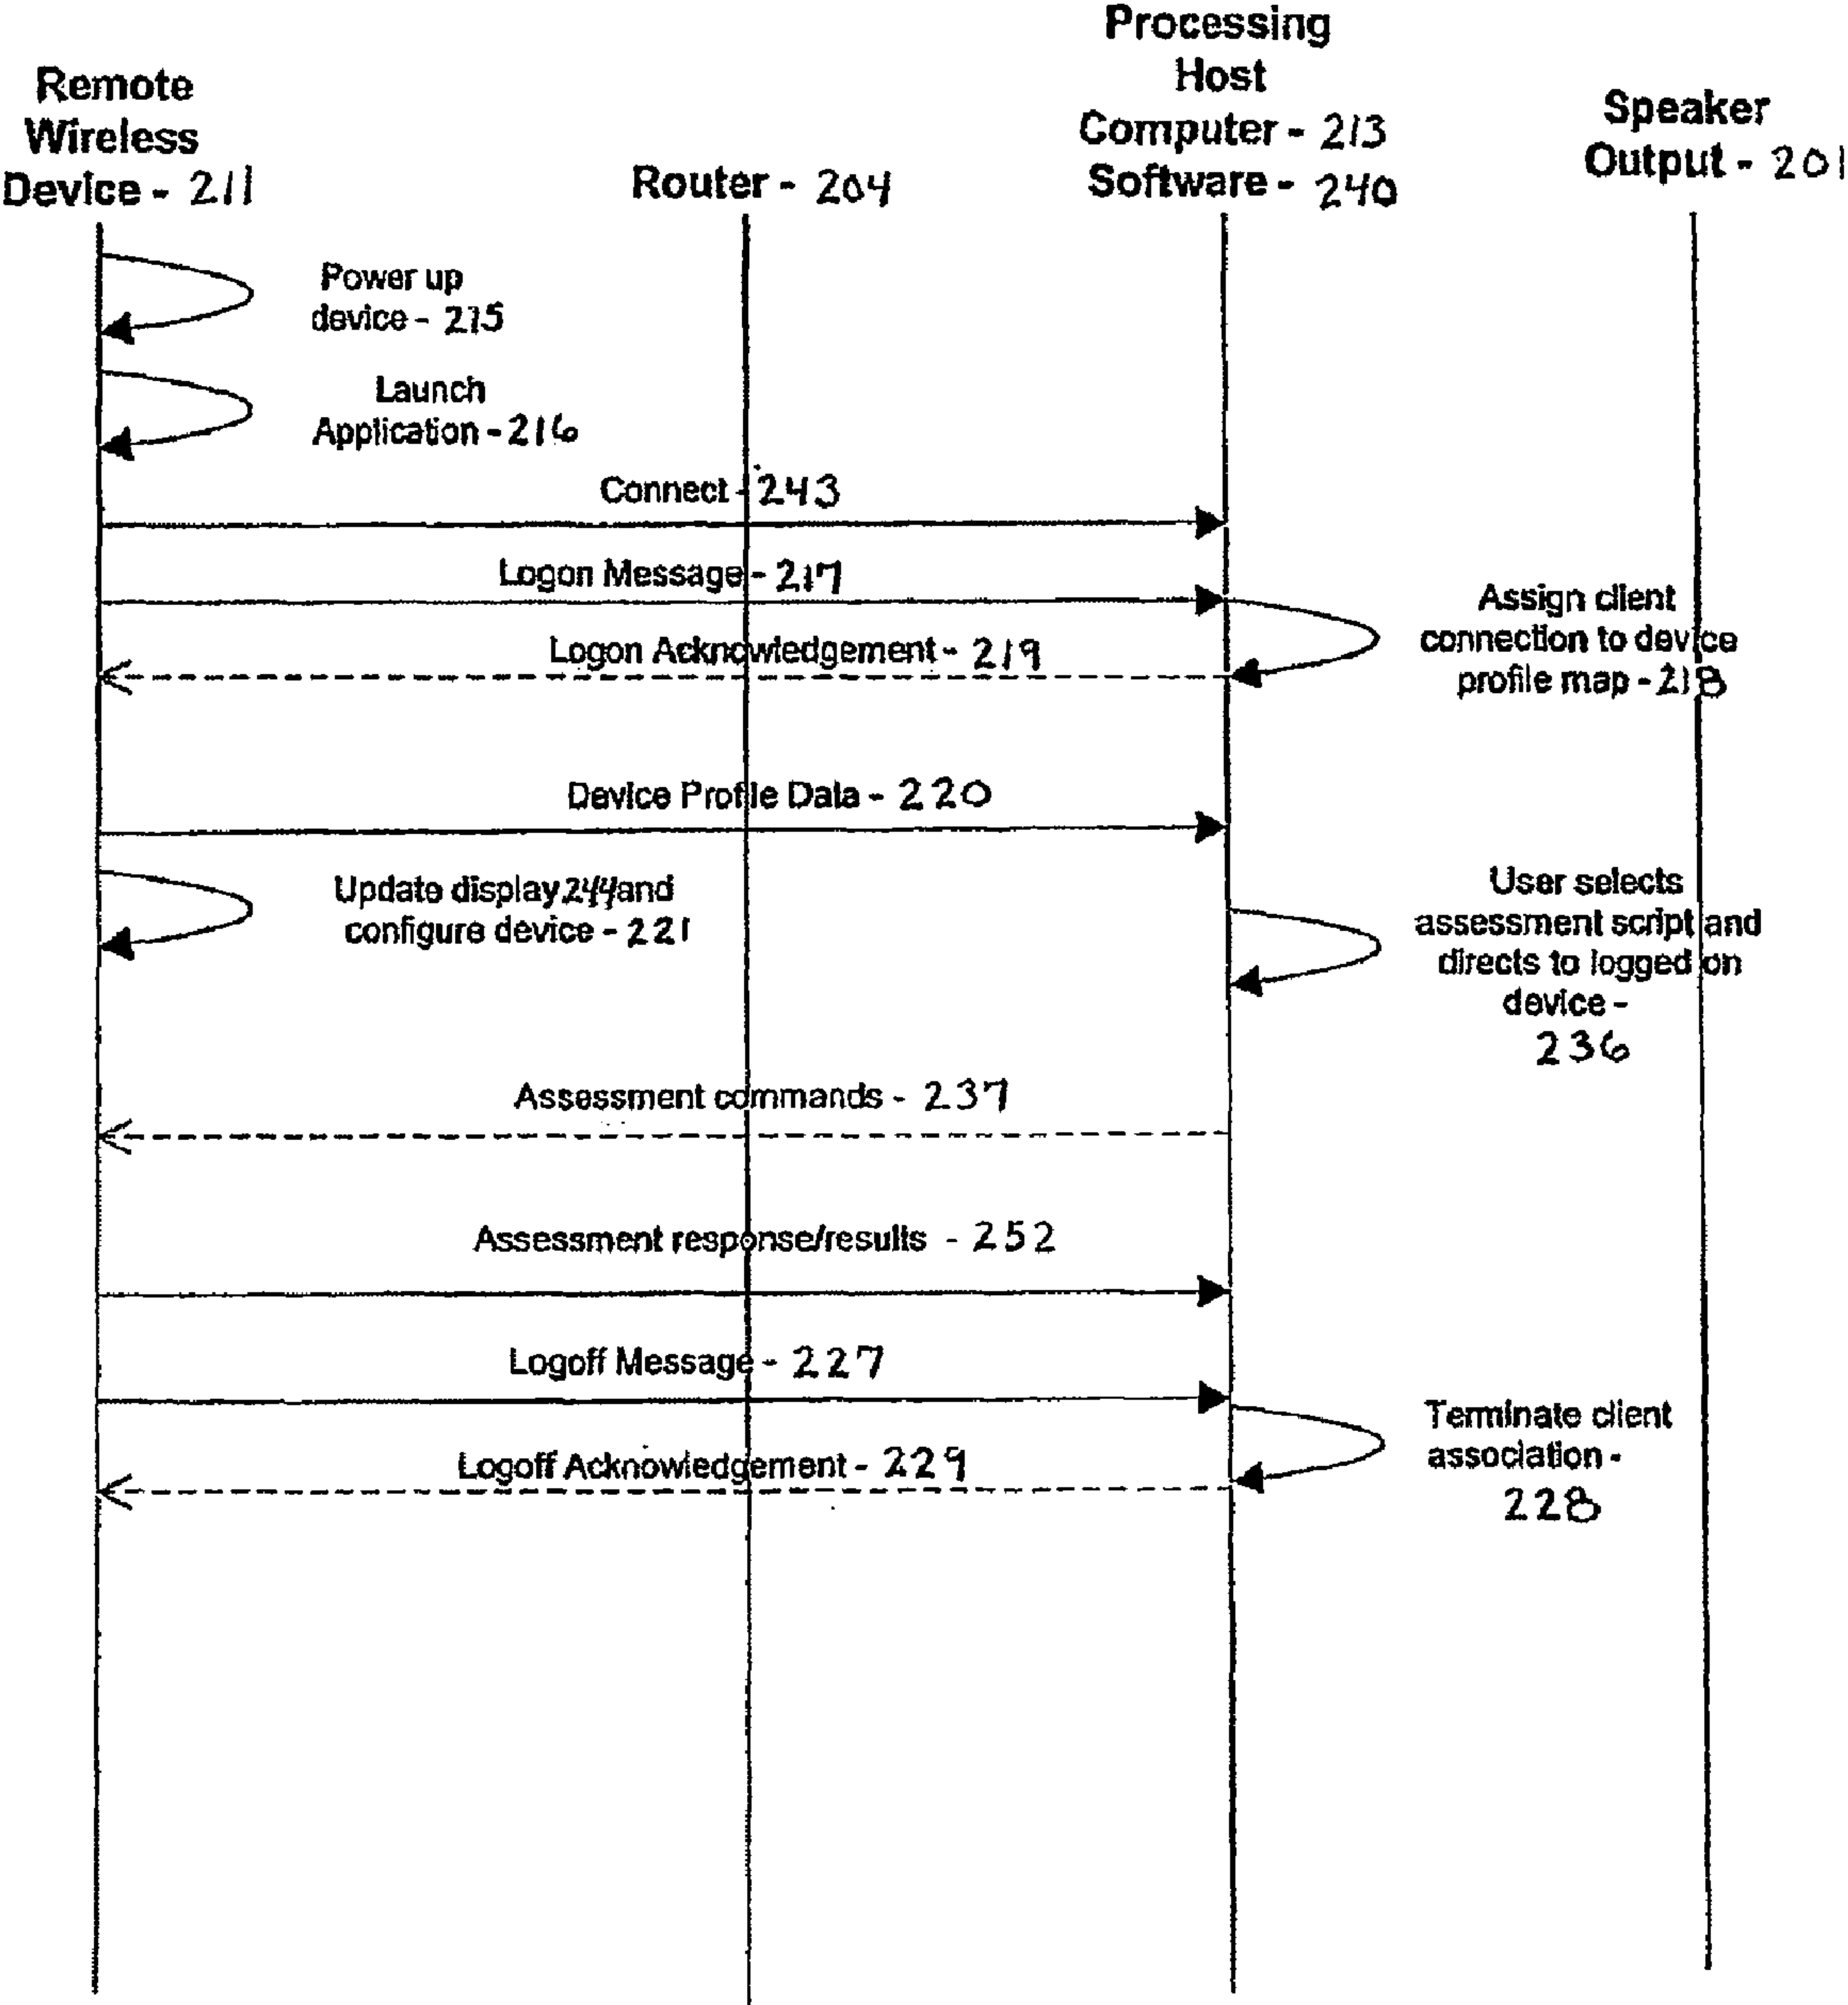 Remote
Wireless
Device - 211
Router - 204
Processing
Host
Computer - 213
Software - 240
Speaker
Output - 201
Power up
device - 215
Launch
Application - 216
Connect - 243
Logon Message - 217
Assign client
connection to device
profile map - 218
Logon Acknowledgement - 219
Device Profile Data - 220
Update display 244 and
configure device - 221
User selects
assessment script and
directs to logged on
device -
236
Assessment commands - 237
Assessment response/results - 252
Logoff Message - 227
Terminate client
association -
228
Logoff Acknowledgement - 229